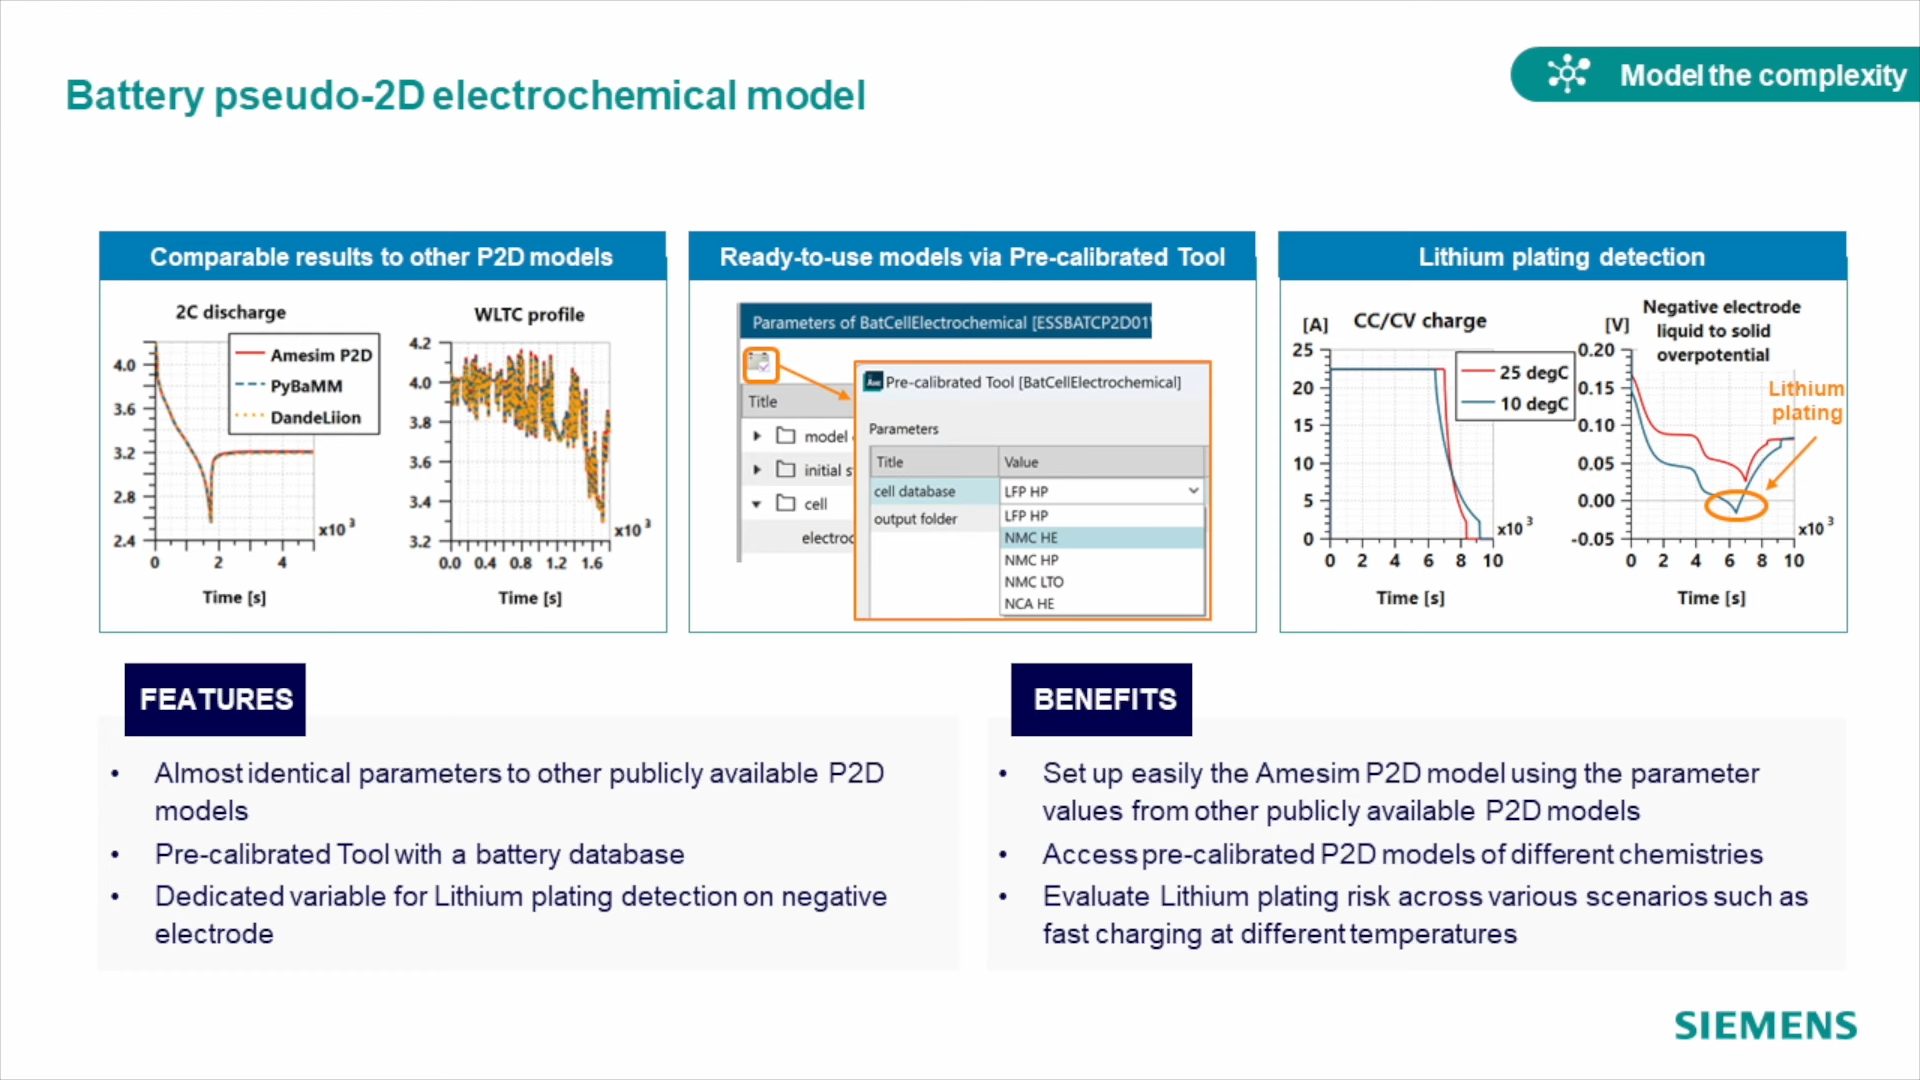 Battery pseudo-2D electrochemical model
Model the complexity
Comparable results to other P2D models
2C discharge
4.0
3.6
3.2
2.8
2.4
0
2
4
x10 3
Time [s]
Amesim P2D
PyBaMM
DandeLiion
WLTC profile
4.2
4.0
3.8
3.6
3.4
3.2
0.0 0.4 0.8 1.2 1.6
x10 3
Time [s]
Ready-to-use models via Pre-calibrated Tool
Parameters of BatCellElectrochemical [ESSBATCP2D01
Title
model
initial s
cell
electroc
Pre-calibrated Tool [BatCellElectrochemical]
Parameters
Title Value
cell database LFP HP
output folder LFP HP
NMC HE
NMC HP
NMC LTO
NCA HE
Lithium plating detection
[A] CC/CV charge
25
20
15
10
5
0
0 2 4 6 8 10
x10 3
Time [s]
25 degC
10 degC
[V]
Negative electrode
liquid to solid
overpotential
0.20
0.15
0.10
0.05
0.00
-0.05
0 2 4 6 8 10
x10 3
Time [s]
Lithium
plating
FEATURES
• Almost identical parameters to other publicly available P2D
models
• Pre-calibrated Tool with a battery database
• Dedicated variable for Lithium plating detection on negative
electrode
BENEFITS
• Set up easily the Amesim P2D model using the parameter
values from other publicly available P2D models
• Access pre-calibrated P2D models of different chemistries
• Evaluate Lithium plating risk across various scenarios such as
fast charging at different temperatures
SIEMENS